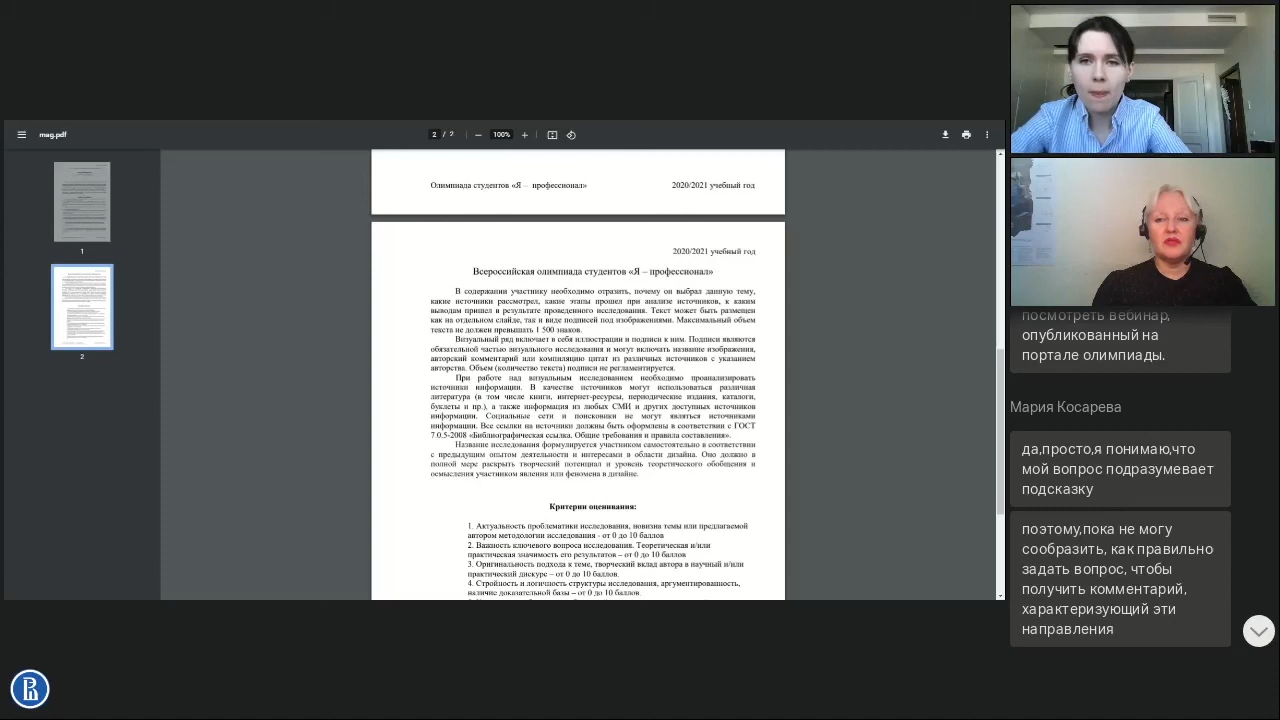 mag.pdf
2 / 2
100%
1
2
Олимпиада студентов «Я – профессионал»
2020/2021 учебный год
2020/2021 учебный год
Всероссийская олимпиада студентов «Я – профессионал»
В содержании участнику необходимо отразить, почему он выбрал данную тему,
какие источники рассмотрел, какие этапы прошел при анализе источников, к каким
выводам пришел в результате проведенного исследования. Текст может быть размещен
как на отдельном слайде, так и виде подписей под изображениями. Максимальный объем
текста не должен превышать 1 500 знаков.
Визуальный ряд включает в себя иллюстрации и подписи к ним. Подписи являются
обязательной частью визуального исследования и могут включать название изображения,
авторский комментарий или компиляцию цитат из различных источников с указанием
авторства. Объем (количество текста) подписи не регламентируется.
При работе над визуальным исследованием необходимо проанализировать
источники информации. В качестве источников могут использоваться различная
литература (в том числе книги, интернет-ресурсы, периодические издания, каталоги,
буклеты и пр.), а также информация из любых СМИ и других доступных источников
информации. Социальные сети и поисковики не могут являться источниками
информации. Все ссылки на источники должны быть оформлены в соответствии с ГОСТ
7.0.5-2008 «Библиографическая ссылка. Общие требования и правила составления».
Название исследования формулируется участником самостоятельно в соответствии
с предыдущим опытом деятельности и интересами в области дизайна. Оно должно в
полной мере раскрыть творческий потенциал и уровень теоретического обобщения и
осмысления участником явления или феномена в дизайне.
Критерии оценивания:
1. Актуальность проблематики исследования, новизна темы или предлагаемой
автором методологии исследования - от 0 до 10 баллов
2. Важность ключевого вопроса исследования. Теоретическая и/или
практическая значимость его результатов – от 0 до 10 баллов
3. Оригинальность подхода к теме, творческий вклад автора в научный и/или
практический дискурс – от 0 до 10 баллов.
4. Стройность и логичность структуры исследования, аргументированность,
наличие доказательной базы – от 0 до 10 баллов.
посмотреть вебинар,
опубликованный на
портале олимпиады.
Мария Косарева
да,просто,я понимаю,что
мой вопрос подразумевает
подсказку
поэтому,пока не могу
сообразить, как правильно
задать вопрос, чтобы
получить комментарий,
характеризующий эти
направления